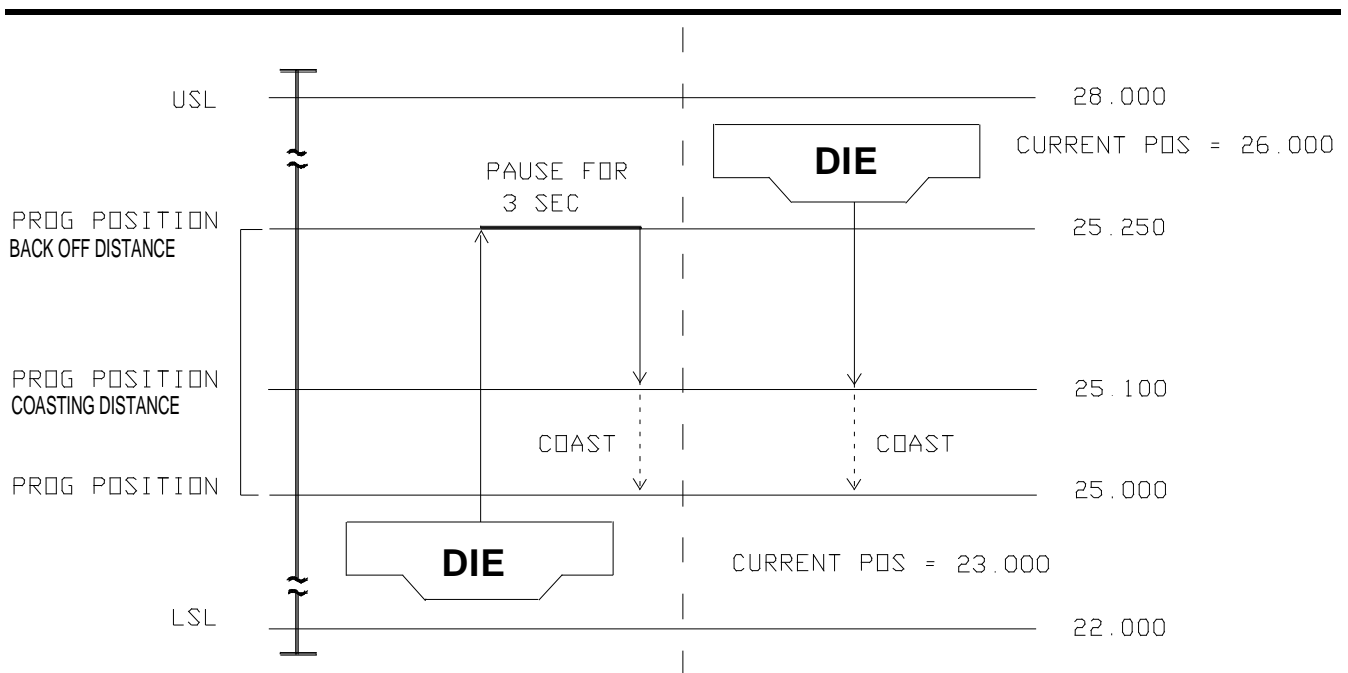 USL
28.000
DIE
CURRENT POS = 26.000
PAUSE FOR
3 SEC
PROG POSITION
BACK OFF DISTANCE
25.250
PROG POSITION
COASTING DISTANCE
25.100
COAST
COAST
PROG POSITION
25.000
DIE
CURRENT POS = 23.000
LSL
22.000